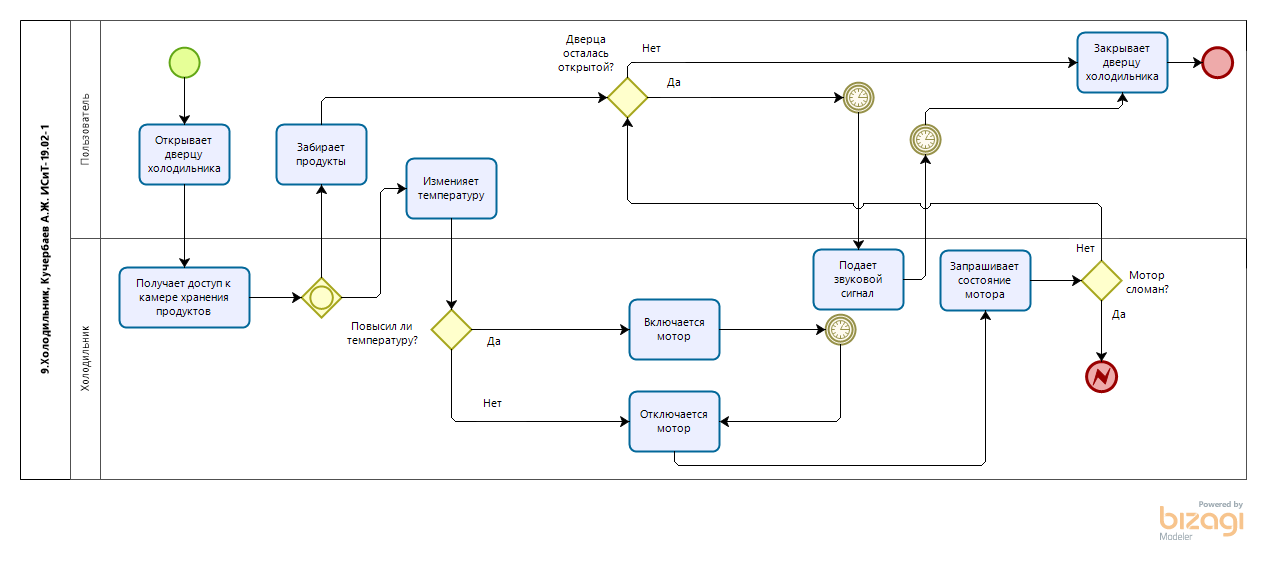 9.Холодильник, Кучербаев А.Ж. ИСиТ-19.02-1
Пользователь
Холодильник
Открывает
дверцу
холодильника
Забирает
продукты
Изменияет
температуру
Дверца
осталась
открытой?
Нет
Да
Закрывает
дверцу
холодильника
Получает доступ к
камере хранения
продуктов
Повысил ли
температуру?
Да
Нет
Включается
мотор
Отключается
мотор
Подает
звуковой
сигнал
Запрашивает
состояние
мотора
Нет
Мотор
сломан?
Да
Powered by
bizagi
Modeler